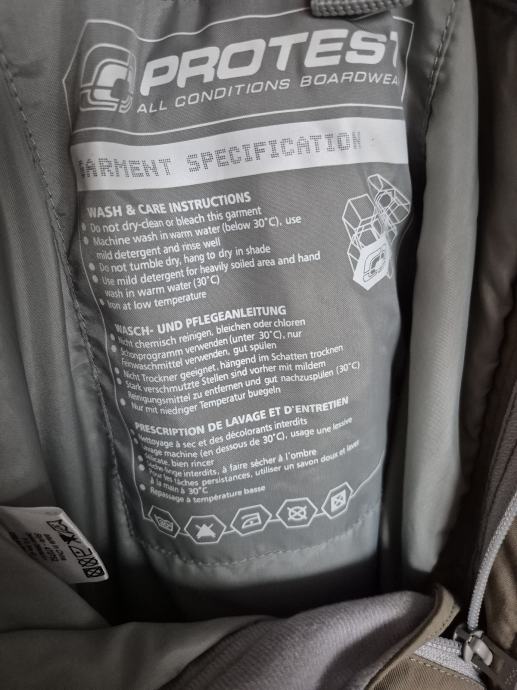 PROTEST
ALL CONDITIONS BOARDWEAR
GARMENT SPECIFICATION
WASH & CARE INSTRUCTIONS
Do not dry-clean or bleach this garment
Machine wash in warm water (below 30°C), use
mild detergent and rinse well
Do not tumble dry, hang to dry in shade
Use mild detergent for heavily soiled area and hand
wash in warm water (30°C)
Iron at low temperature
WASCH- UND PFLEGEANLEITUNG
Nicht chemisch reinigen, bleichen oder chloren
Schonprogramm verwenden (unter 30°C), nur
Feinwaschmittel verwenden, gut spülen
Nicht Trockner geeignet, hängend im Schatten trocknen
Stark verschmutzte Stellen sind vorher mit mildem
Reinigungsmittel zu entfernen und gut nachzuspülen (30°C)
Nur mit niedriger Temperatur buegeln
PRESCRIPTION DE LAVAGE ET D'ENTRETIEN
Nettoyage à sec et des décolorants interdits
Lavage machine (en dessous de 30°C), usage une lessive
délicate, bien rincer
Sèche-linge interdits, à faire sécher à l'ombre
Pour les tâches persistances, utiliser un savon doux et laver
à la main à 30°C
Repassage à température basse